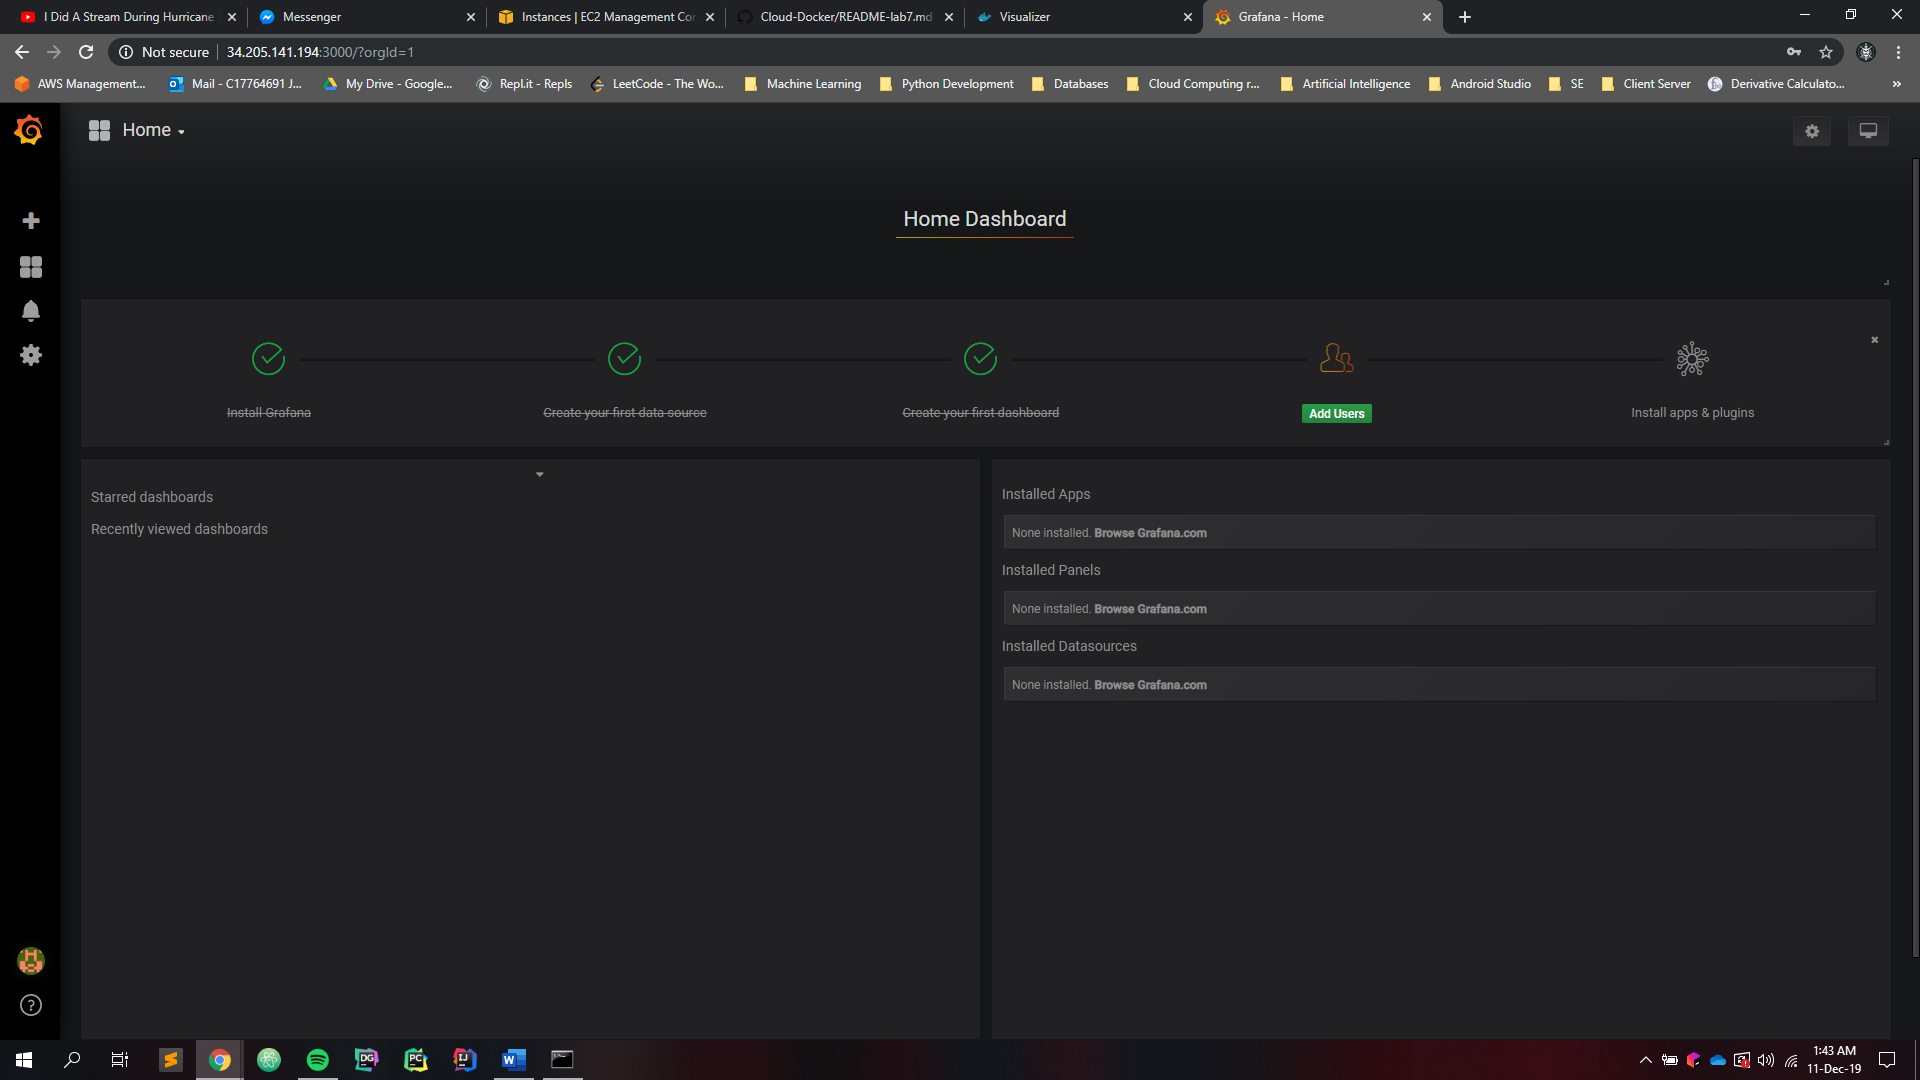 I Did A Stream During Hurricane
Messenger
Instances | EC2 Management Con
Cloud-Docker/README-lab7.md
Visualizer
Grafana - Home
Not secure
34.205.141.194:3000/?orgId=1
AWS Management...
Mail - C17764691 J...
My Drive - Google...
Repl.it - Repls
LeetCode - The Wo...
Machine Learning
Python Development
Databases
Cloud Computing r...
Artificial Intelligence
Android Studio
SE
Client Server
Derivative Calculato...
»
Home
Home Dashboard
Install Grafana
Create your first data source
Create your first dashboard
Add Users
Install apps & plugins
Starred dashboards
Recently viewed dashboards
Installed Apps
None installed. Browse Grafana.com
Installed Panels
None installed. Browse Grafana.com
Installed Datasources
None installed. Browse Grafana.com
DG
PC
IJ
W
1:43 AM
11-Dec-19